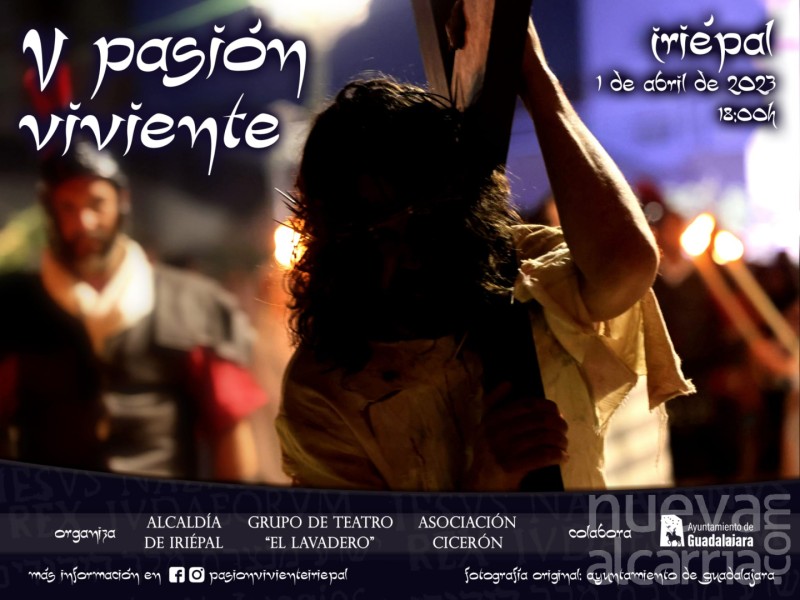 V pasión
viviente
iriépal
1 de abril de 2023
18:00h
organiza
ALCALDÍA
DE IRIÉPAL
GRUPO DE TEATRO
"EL LAVADERO"
ASOCIACIÓN
CICERÓN
colabora
Ayuntamiento de
Guadalajara
más información en pasionvivienteiriepal
fotografía original: ayuntamiento de guadalajara
nueva
alcarria.com